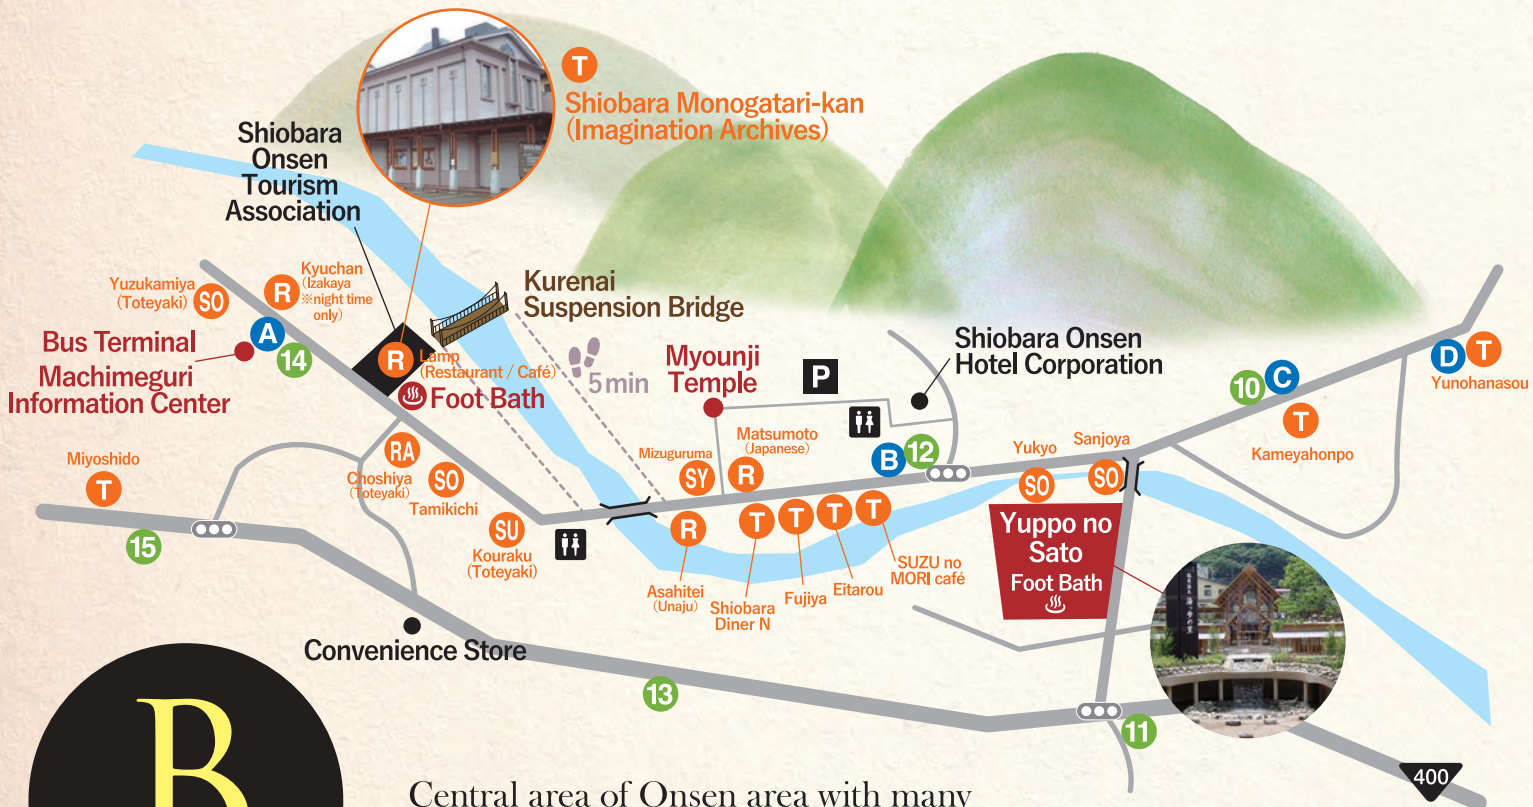 T
Shiobara Monogatari-kan
(Imagination Archives)
Shiobara
Onsen
Tourism
Association
Yuzukamiya
(Toteyaki)
SO
R
Kyuchan
(Izakaya
※night time
only)
Bus Terminal
Machimeguri
Information Center
A
14
R
Lamp
(Restaurant / Café)
Foot Bath
Kurenai
Suspension Bridge
5min
Myounji
Temple
P
Shiobara Onsen
Hotel Corporation
10
C
D
T
Yunohanasou
T
Kameyahonpo
Miyoshido
T
15
RA
Choshiya
(Toteyaki)
SO
Tamikichi
SU
Kouraku
(Toteyaki)
Mizuguruma
SY
Matsumoto
(Japanese)
R
B
12
Yukyo
SO
Sanjoya
SO
R
Asahitei
(Unaju)
T
Shiobara
Diner N
T
Fujiya
T
Eitarou
T
SUZU no
MORI café
Yuppo no
Sato
Foot Bath
Convenience Store
13
11
400
B
Central area of Onsen area with many